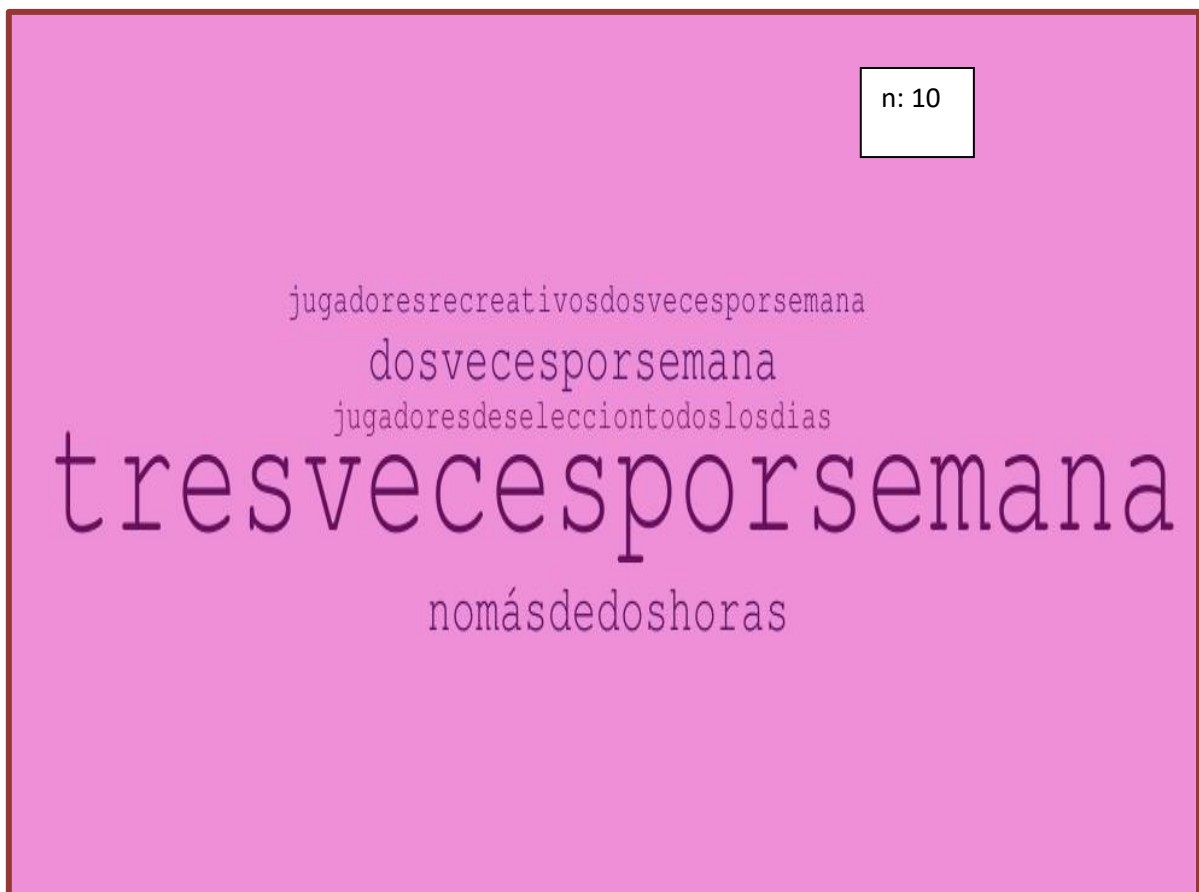 n: 10
jugadoresrecreativosdosvecesporsemana
dosvecesporsemana
jugadoresdeselecciontodoslosdias
tresvecesporsemana
nomásdedoshoras